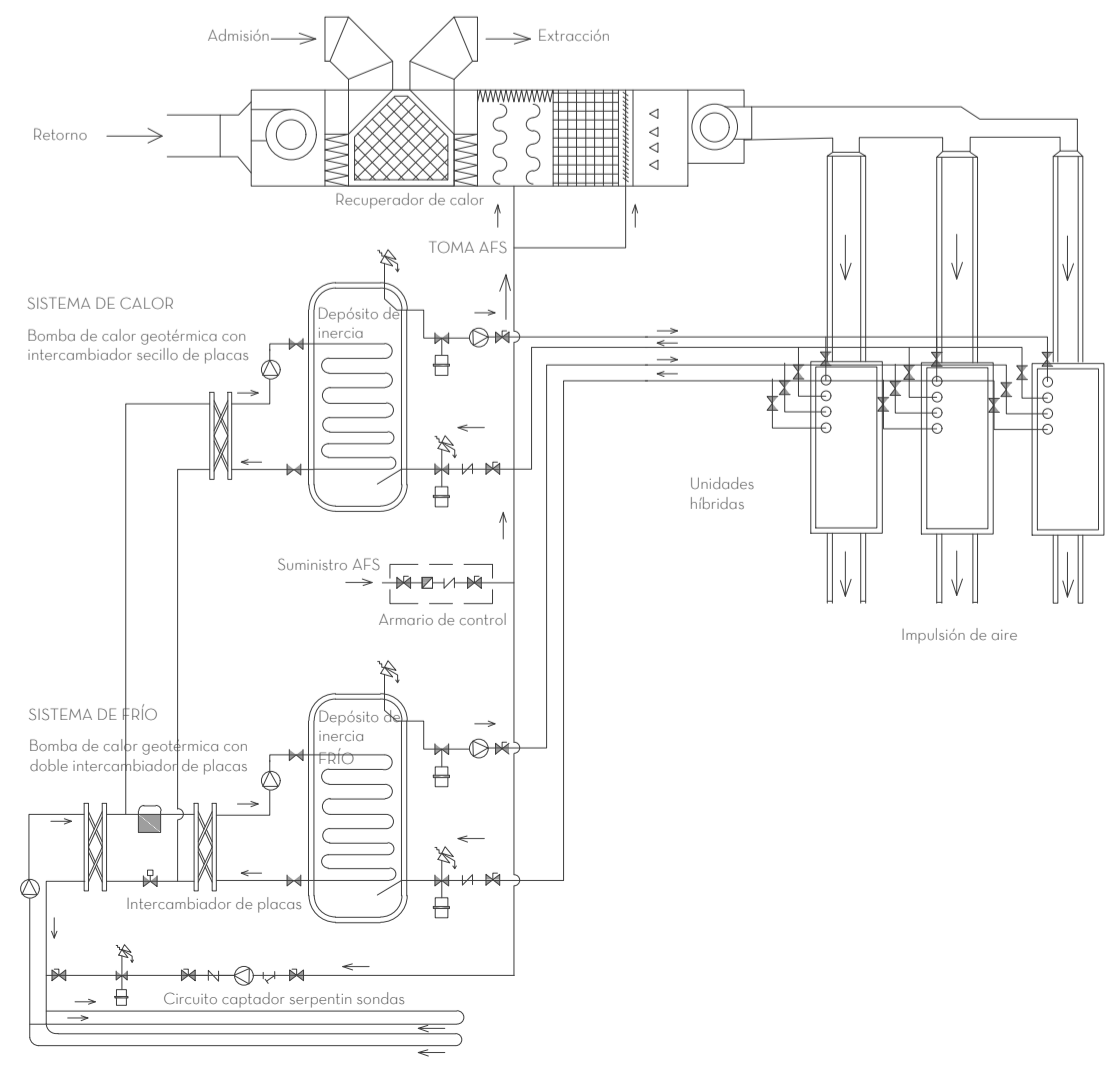 Admisión
Extracción
Retorno
Recuperador de calor
TOMA AFS
SISTEMA DE CALOR
Bomba de calor geotérmica con
intercambiador secillo de placas
Depósito de
inercia
Unidades
híbridas
Suministro AFS
Armario de control
Impulsión de aire
SISTEMA DE FRÍO
Bomba de calor geotérmica con
doble intercambiador de placas
Depósito de
inercia
FRÍO
Intercambiador de placas
Circuito captador serpentin sondas